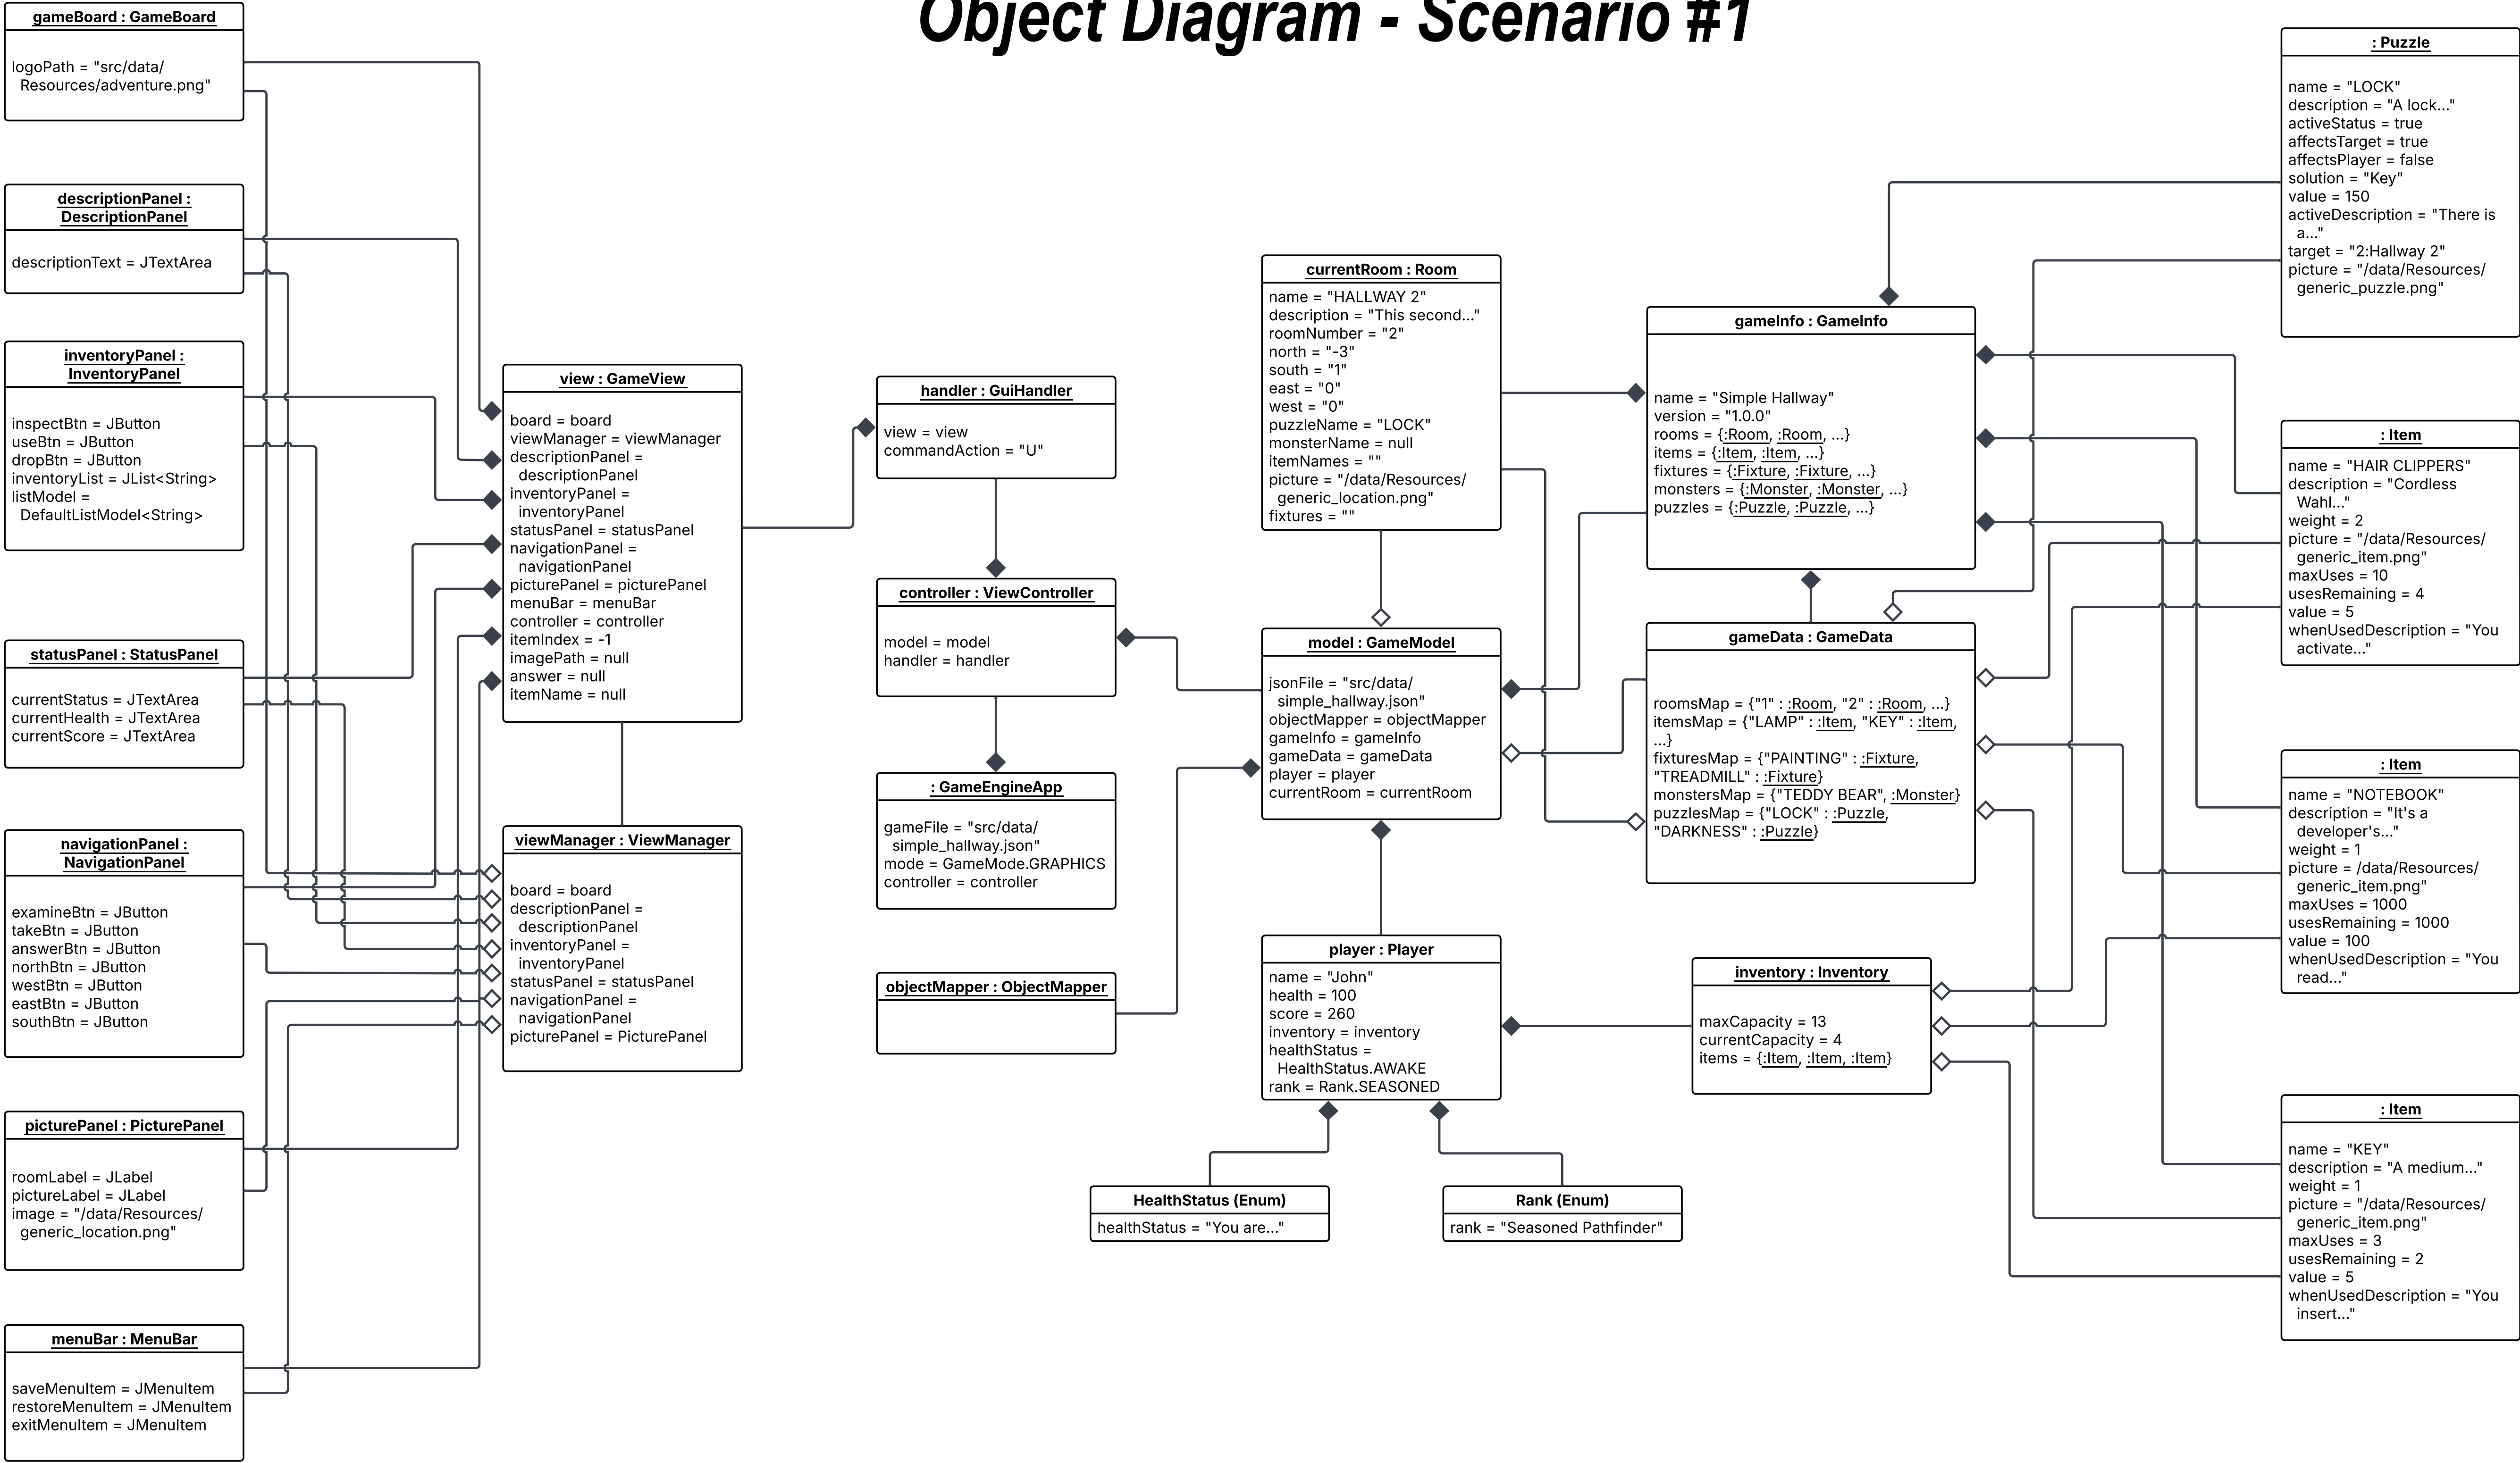 Object Diagram - Scenario #1
gameBoard : GameBoard
logoPath = "src/data/
Resources/adventure.png"
descriptionPanel :
DescriptionPanel
descriptionText = JTextArea
inventoryPanel :
InventoryPanel
inspectBtn = JButton
useBtn = JButton
dropBtn = JButton
inventoryList = JList<String>
listModel =
DefaultListModel<String>
statusPanel : StatusPanel
currentStatus = JTextArea
currentHealth = JTextArea
currentScore = JTextArea
navigationPanel :
NavigationPanel
examineBtn = JButton
takeBtn = JButton
answerBtn = JButton
northBtn = JButton
westBtn = JButton
eastBtn = JButton
southBtn = JButton
picturePanel : PicturePanel
roomLabel = JLabel
pictureLabel = JLabel
image = "/data/Resources/
generic_location.png"
menuBar : MenuBar
saveMenuItem = JMenuItem
restoreMenuItem = JMenuItem
exitMenuItem = JMenuItem
view : GameView
board = board
viewManager = viewManager
descriptionPanel =
descriptionPanel
inventoryPanel =
inventoryPanel
statusPanel = statusPanel
navigationPanel =
navigationPanel
picturePanel = picturePanel
menuBar = menuBar
controller = controller
itemIndex = -1
imagePath = null
answer = null
itemName = null
viewManager : ViewManager
board = board
descriptionPanel =
descriptionPanel
inventoryPanel =
inventoryPanel
statusPanel = statusPanel
navigationPanel =
navigationPanel
picturePanel = PicturePanel
handler : GuiHandler
view = view
commandAction = "U"
controller : ViewController
model = model
handler = handler
: GameEngineApp
gameFile = "src/data/
simple_hallway.json"
mode = GameMode.GRAPHICS
controller = controller
objectMapper : ObjectMapper
currentRoom : Room
name = "HALLWAY 2"
description = "This second..."
roomNumber = "2"
north = "-3"
south = "1"
east = "0"
west = "0"
puzzleName = "LOCK"
monsterName = null
itemNames = ""
picture = "/data/Resources/
generic_location.png"
fixtures = ""
model : GameModel
jsonFile = "src/data/
simple_hallway.json"
objectMapper = objectMapper
gameInfo = gameInfo
gameData = gameData
player = player
currentRoom = currentRoom
player : Player
name = "John"
health = 100
score = 260
inventory = inventory
healthStatus =
HealthStatus.AWAKE
rank = Rank.SEASONED
HealthStatus (Enum)
healthStatus = "You are..."
Rank (Enum)
rank = "Seasoned Pathfinder"
gameInfo : GameInfo
name = "Simple Hallway"
version = "1.0.0"
rooms = {:Room, :Room, ...}
items = {:Item, :Item, ...}
fixtures = {:Fixture, :Fixture, ...}
monsters = {:Monster, :Monster, ...}
puzzles = {:Puzzle, :Puzzle, ...}
gameData : GameData
roomsMap = {"1" : :Room, "2" : :Room, ...}
itemsMap = {"LAMP" : :Item, "KEY" : :Item,
...}
fixturesMap = {"PAINTING" : :Fixture,
"TREADMILL" : :Fixture}
monstersMap = {"TEDDY BEAR", :Monster}
puzzlesMap = {"LOCK" : :Puzzle,
"DARKNESS" : :Puzzle}
inventory : Inventory
maxCapacity = 13
currentCapacity = 4
items = {:Item, :Item, :Item}
: Puzzle
name = "LOCK"
description = "A lock..."
activeStatus = true
affectsTarget = true
affectsPlayer = false
solution = "Key"
value = 150
activeDescription = "There is
a..."
target = "2:Hallway 2"
picture = "/data/Resources/
generic_puzzle.png"
: Item
name = "HAIR CLIPPERS"
description = "Cordless
Wahl..."
weight = 2
picture = "/data/Resources/
generic_item.png"
maxUses = 10
usesRemaining = 4
value = 5
whenUsedDescription = "You
activate..."
: Item
name = "NOTEBOOK"
description = "It's a
developer's..."
weight = 1
picture = /data/Resources/
generic_item.png"
maxUses = 1000
usesRemaining = 1000
value = 100
whenUsedDescription = "You
read..."
: Item
name = "KEY"
description = "A medium..."
weight = 1
picture = "/data/Resources/
generic_item.png"
maxUses = 3
usesRemaining = 2
value = 5
whenUsedDescription = "You
insert..."